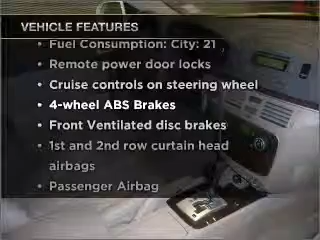 VEHICLE FEATURES
• Fuel Consumption: City: 21
• Remote power door locks
• Cruise controls on steering wheel
• 4-wheel ABS Brakes
• Front Ventilated disc brakes
• 1st and 2nd row curtain head
airbags
• Passenger Airbag